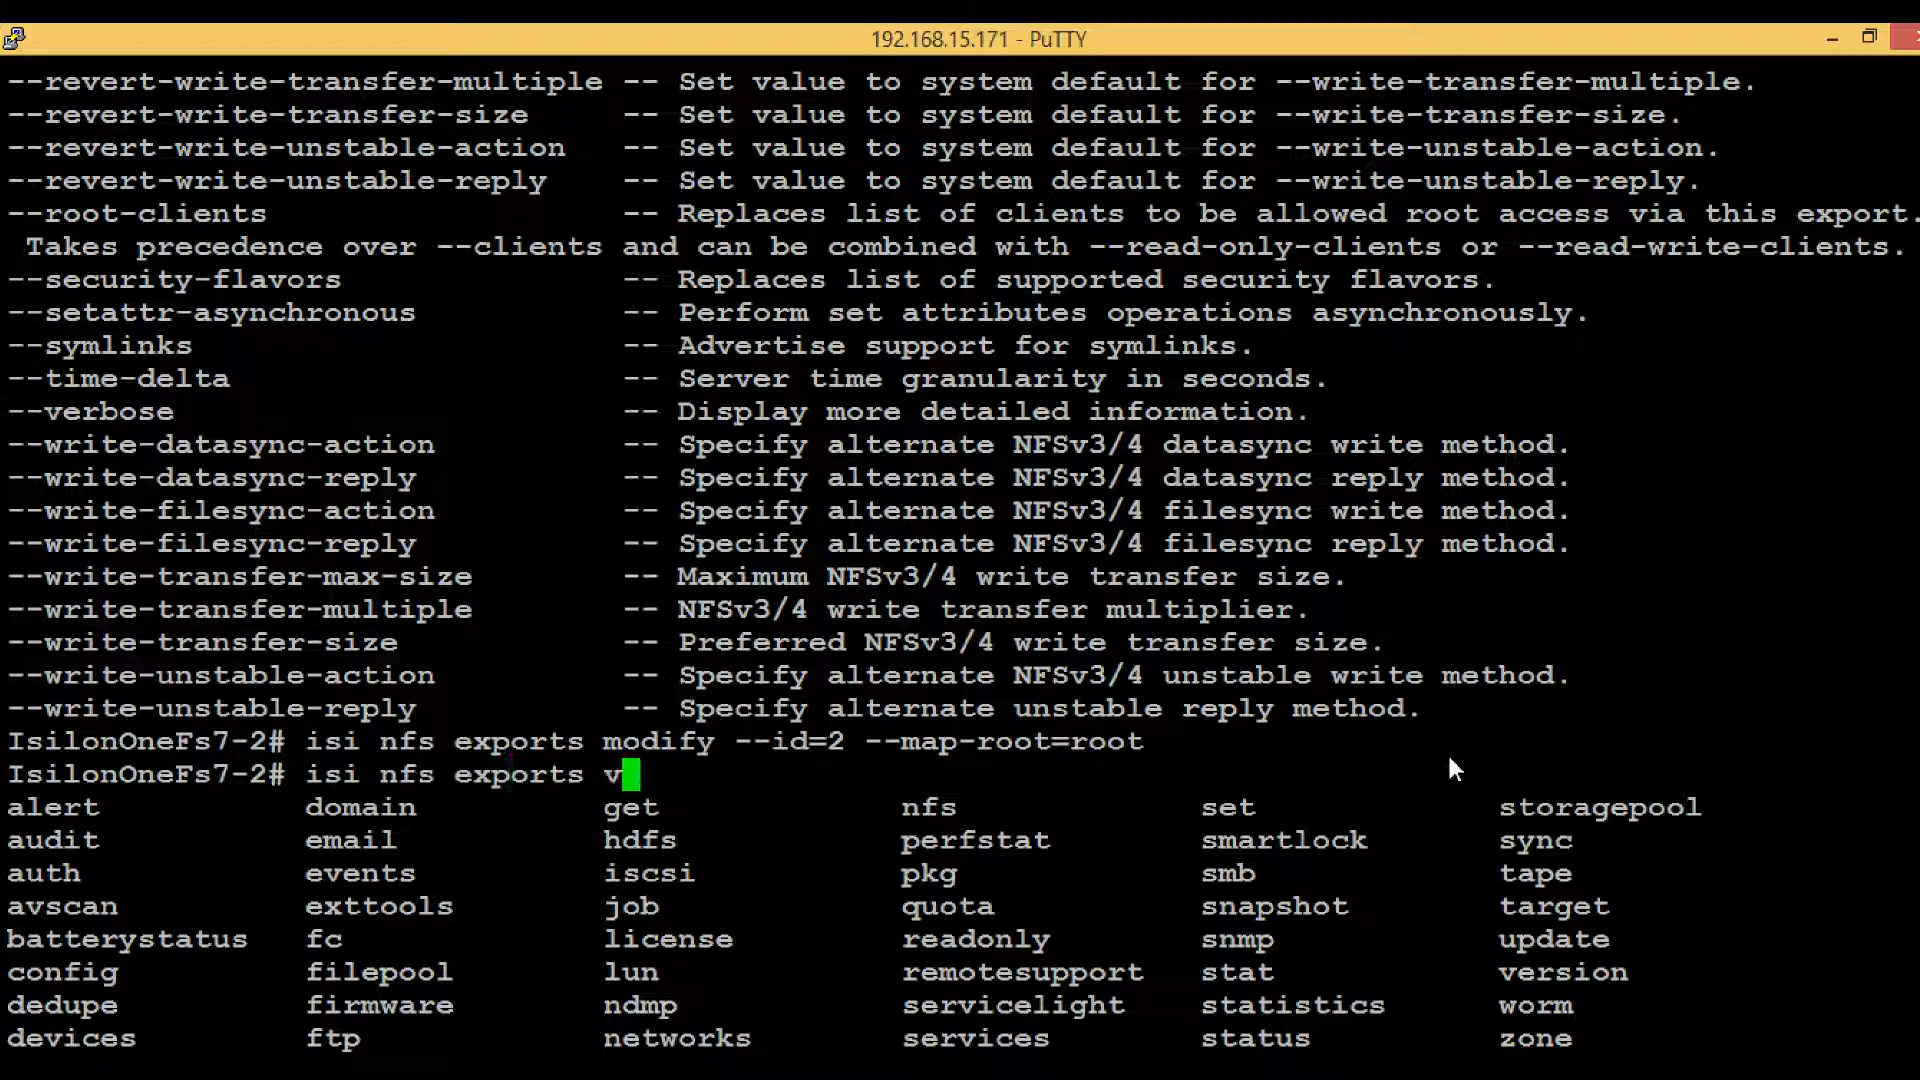 192.168.15.171 - PuTTY
--revert-write-transfer-multiple -- Set value to system default for --write-transfer-multiple.
--revert-write-transfer-size -- Set value to system default for --write-transfer-size.
--revert-write-unstable-action -- Set value to system default for --write-unstable-action.
--revert-write-unstable-reply -- Set value to system default for --write-unstable-reply.
--root-clients -- Replaces list of clients to be allowed root access via this export.
Takes precedence over --clients and can be combined with --read-only-clients or --read-write-clients.
--security-flavors -- Replaces list of supported security flavors.
--setattr-asynchronous -- Perform set attributes operations asynchronously.
--symlinks -- Advertise support for symlinks.
--time-delta -- Server time granularity in seconds.
--verbose -- Display more detailed information.
--write-datasync-action -- Specify alternate NFSv3/4 datasync write method.
--write-datasync-reply -- Specify alternate NFSv3/4 datasync reply method.
--write-filesync-action -- Specify alternate NFSv3/4 filesync write method.
--write-filesync-reply -- Specify alternate NFSv3/4 filesync reply method.
--write-transfer-max-size -- Maximum NFSv3/4 write transfer size.
--write-transfer-multiple -- NFSv3/4 write transfer multiplier.
--write-transfer-size -- Preferred NFSv3/4 write transfer size.
--write-unstable-action -- Specify alternate NFSv3/4 unstable write method.
--write-unstable-reply -- Specify alternate unstable reply method.
IsilonOneFs7-2# isi nfs exports modify --id=2 --map-root=root
IsilonOneFs7-2# isi nfs exports v
alert domain get nfs set storagepool
audit email hdfs perfstat smartlock sync
auth events iscsi pkg smb tape
avscan exttools job quota snapshot target
batterystatus fc license readonly snmp update
config filepool lun remotesupport stat version
dedupe firmware ndmp servicelight statistics worm
devices ftp networks services status zone